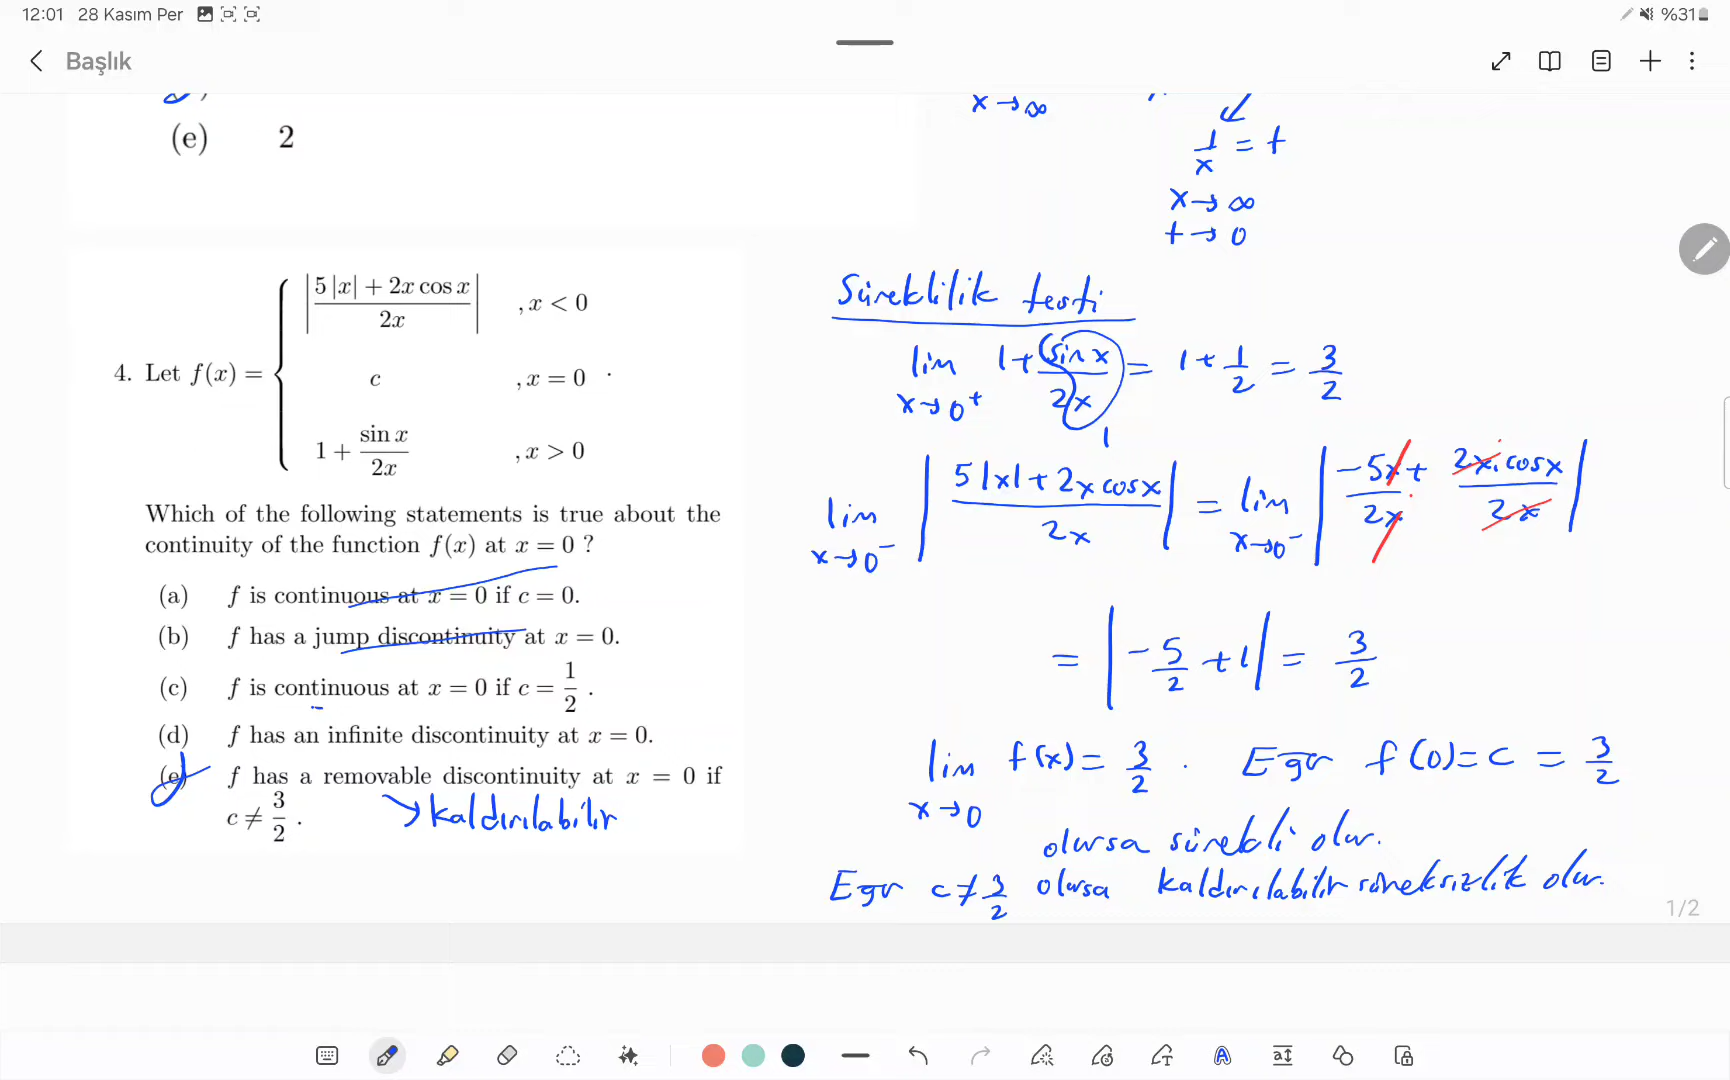 12:01 28 Kasım Per %31
Başlık
(e) 2
x → ∞
1/x = t
x → ∞
t → 0
4. Let f(x) = { |(5|x| + 2x cos x)/(2x)| , x < 0
c , x = 0 .
1 + (sin x)/(2x) , x > 0
Which of the following statements is true about the
continuity of the function f(x) at x = 0 ?
(a) f is continuous at x = 0 if c = 0.
(b) f has a jump discontinuity at x = 0.
(c) f is continuous at x = 0 if c = 1/2 .
(d) f has an infinite discontinuity at x = 0.
(e) f has a removable discontinuity at x = 0 if
c ≠ 3/2 .
→ kaldırılabilir
Süreklilik testi
lim x→0⁺ 1 + (sin x)/(2x) = 1 + 1/2 = 3/2
1
lim x→0⁻ |(5|x| + 2x cosx)/(2x)| = lim x→0⁻ |(-5x)/(2x) + (2x.cosx)/(2x)|
= |-5/2 + 1| = 3/2
lim x→0 f(x) = 3/2 . Eğer f(0) = c = 3/2
olursa sürekli olur.
Eğer c ≠ 3/2 olursa kaldırılabilir süreksizlik olur.
1/2